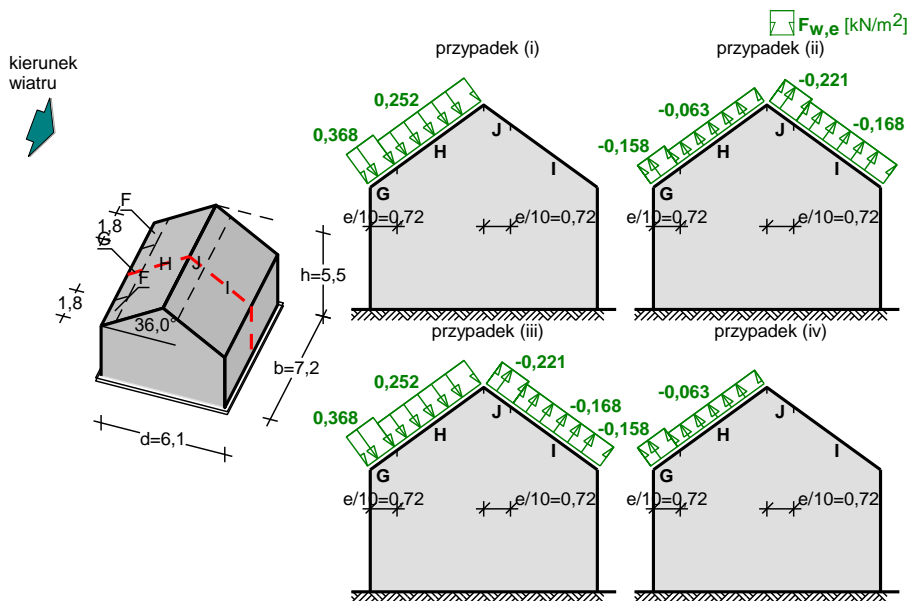 F_w,e [kN/m²]
kierunek
wiatru
przypadek (i)
0,252
0,368
H
J
G
I
e/10=0,72
e/10=0,72
przypadek (ii)
-0,221
-0,063
-0,168
-0,158
H
J
G
I
e/10=0,72
e/10=0,72
F
1,8
G
H
J
F
I
1,8
36,0°
h=5,5
b=7,2
d=6,1
przypadek (iii)
-0,221
0,252
0,368
-0,168
H
J
G
I
e/10=0,72
e/10=0,72
przypadek (iv)
-0,063
-0,158
H
J
G
I
e/10=0,72
e/10=0,72